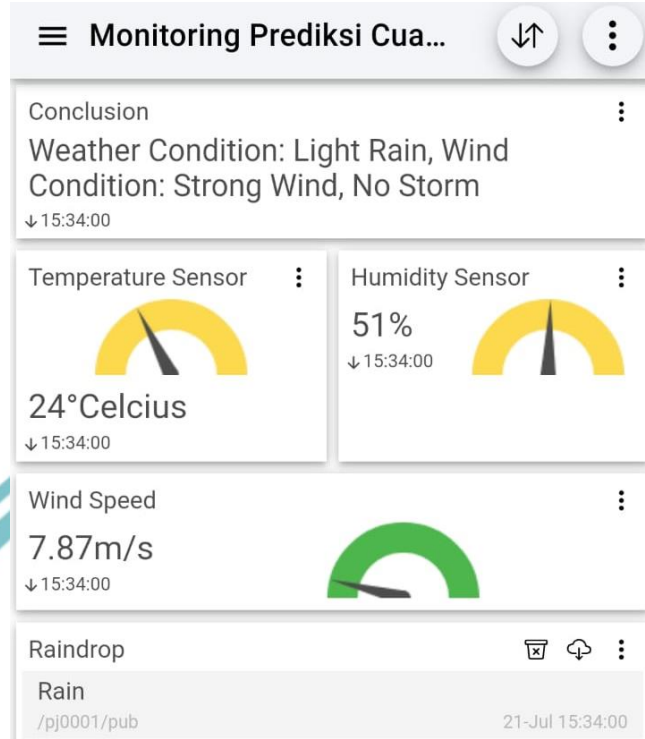 Monitoring Prediksi Cua...
Conclusion
Weather Condition: Light Rain, Wind
Condition: Strong Wind, No Storm
15:34:00
Temperature Sensor
24°Celcius
15:34:00
Humidity Sensor
51%
15:34:00
Wind Speed
7.87m/s
15:34:00
Raindrop
Rain
/pj0001/pub 21-Jul 15:34:00